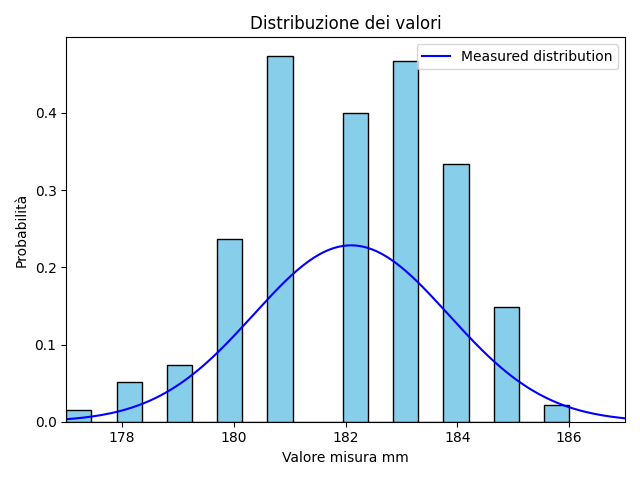 Distribuzione dei valori
Measured distribution
Probabilità
0.4
0.3
0.2
0.1
0.0
178 180 182 184 186
Valore misura mm